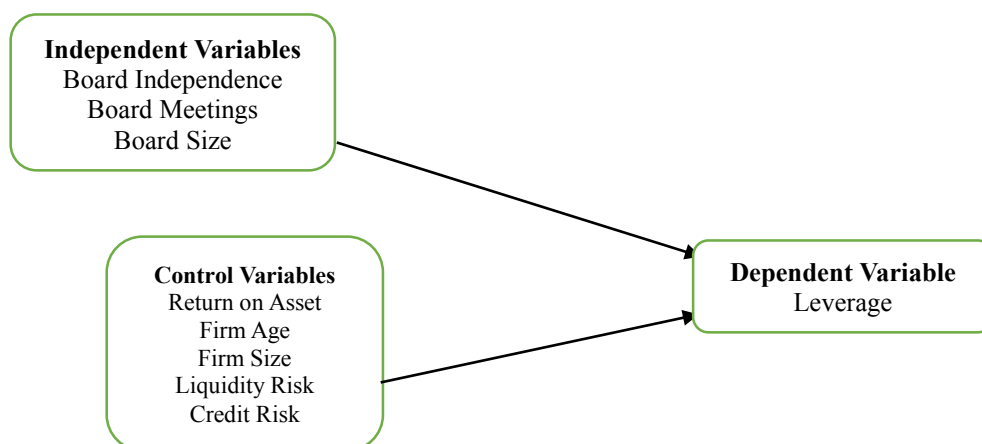 Independent Variables
Board Independence
Board Meetings
Board Size
Control Variables
Return on Asset
Firm Age
Firm Size
Liquidity Risk
Credit Risk
Dependent Variable
Leverage